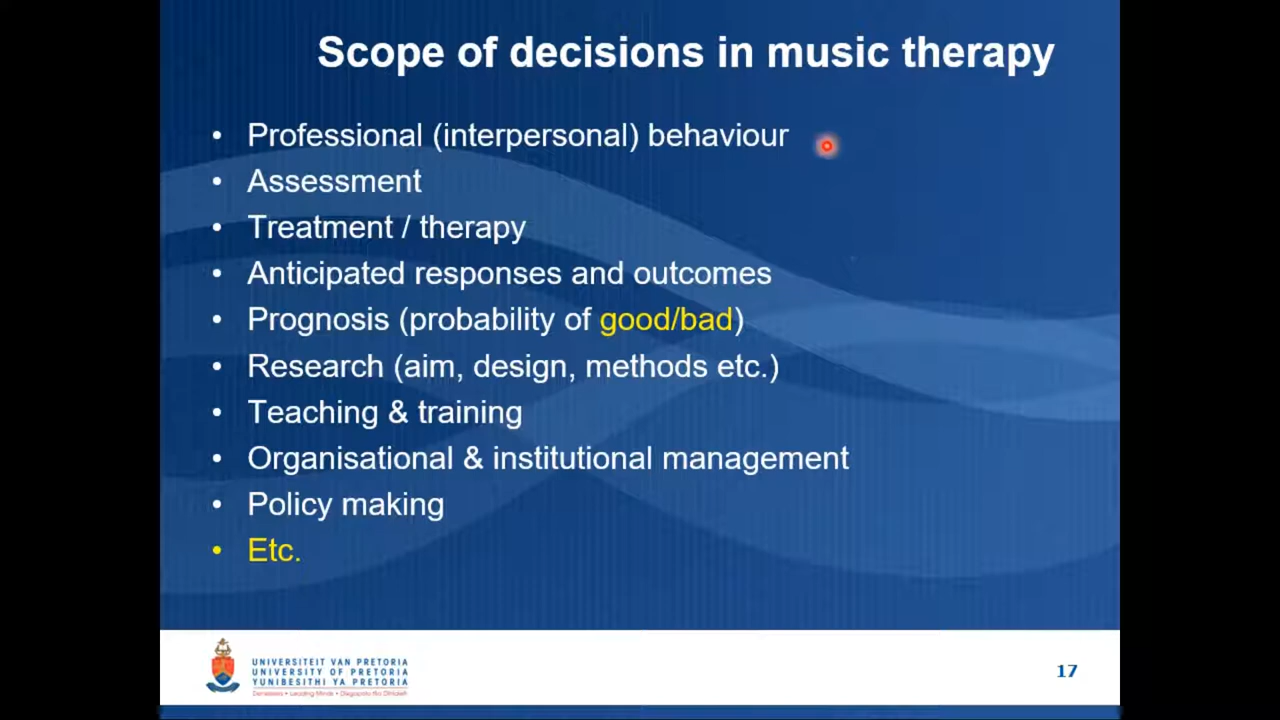 Scope of decisions in music therapy
• Professional (interpersonal) behaviour
• Assessment
• Treatment / therapy
• Anticipated responses and outcomes
• Prognosis (probability of good/bad)
• Research (aim, design, methods etc.)
• Teaching & training
• Organisational & institutional management
• Policy making
• Etc.
UNIVERSITEIT VAN PRETORIA
UNIVERSITY OF PRETORIA
YUNIBESITHI YA PRETORIA
Leading Minds
17